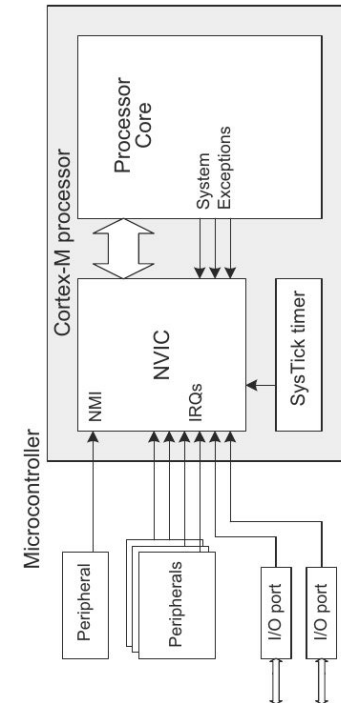 Microcontroller
Cortex-M processor
Peripheral
NMI
Peripherals
IRQs
NVIC
Processor
Core
System
Exceptions
I/O port
I/O port
SysTick timer